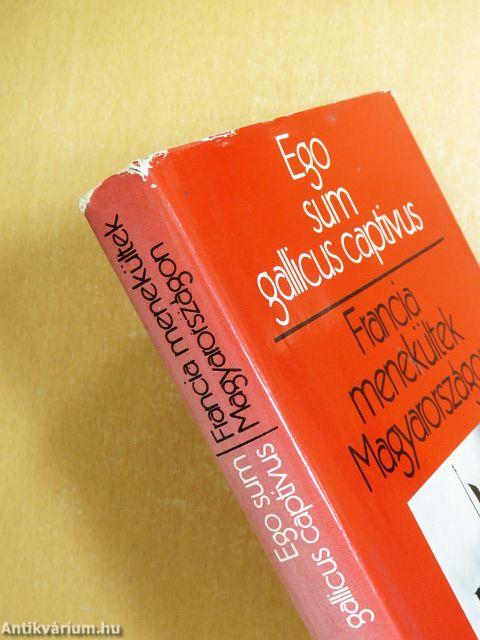 Ego
sum
gallicus captivus
Francia
menekültek
Magyarországon
Ego sum
gallicus captivus
Francia menekültek
Magyarországon
Antikvárium.hu